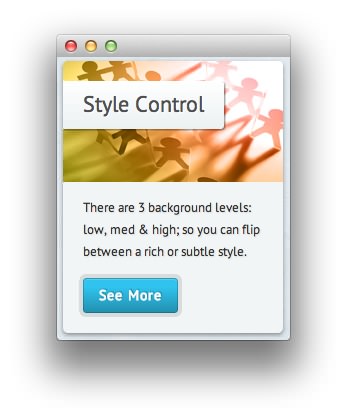 Style Control
There are 3 background levels:
low, med & high; so you can flip
between a rich or subtle style.
See More